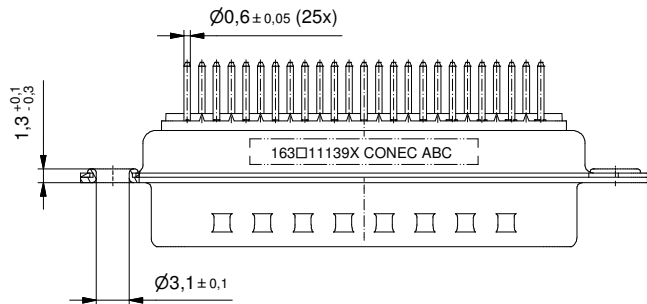 Ø0,6 ± 0,05 (25x)
1,3 +0,1 -0,3
163□11139X CONEC ABC
Ø3,1 ± 0,1